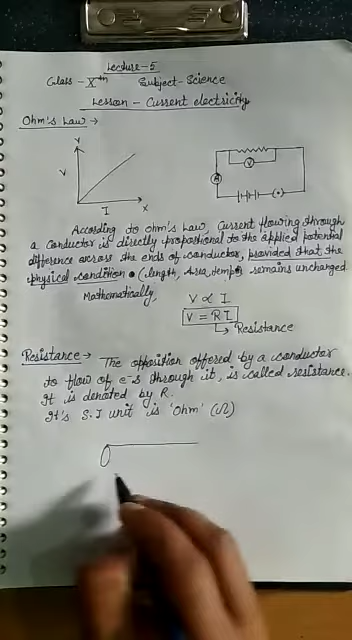 Lecture-5
Class - Xth Subject-Science
Lesson - Current electricity
Ohm's Law →
Y
V
I
X
V
A
According to ohm's Law, Current flowing through
a Conductor is directly proportional to the applied potential
difference across the ends of conductor, provided that the
physical condition (length, Area, temp) remains unchanged
Mathematically,
V ∝ I
V = RI
→ Resistance
Resistance → The opposition offered by a conductor
to flow of e-s through it, is called resistance.
It is denoted by R.
It's S.I unit is 'Ohm' (Ω)